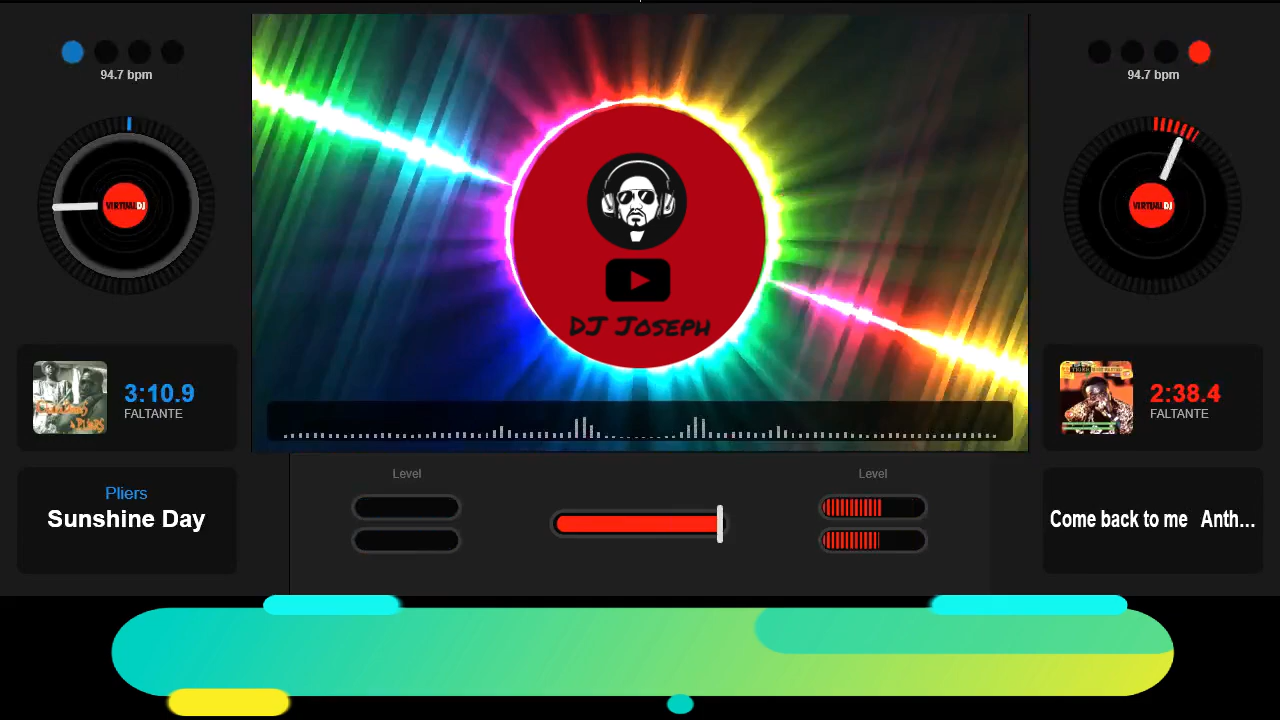 94.7 bpm
94.7 bpm
VIRTUAL DJ
VIRTUAL DJ
DJ JOSEPH
3:10.9
FALTANTE
2:38.4
FALTANTE
Pliers
Sunshine Day
Level
Level
Come back to me Anth...